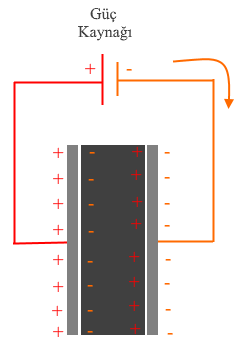 Güç
Kaynağı
+ -
+ - + -
+ - + -
+ - + -
+ - + -
+ - + -
+ - + -
+ - + -
+ - + -